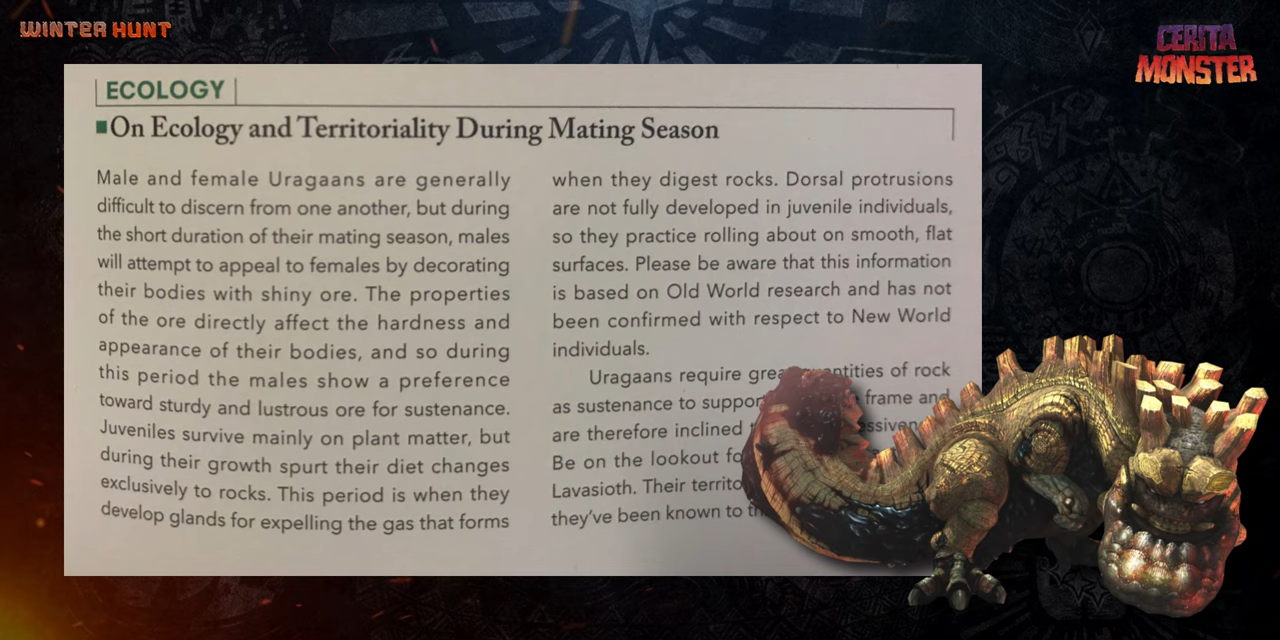 WINTER HUNT
CERITA
MONSTER
ECOLOGY
■On Ecology and Territoriality During Mating Season
Male and female Uragaans are generally
difficult to discern from one another, but during
the short duration of their mating season, males
will attempt to appeal to females by decorating
their bodies with shiny ore. The properties
of the ore directly affect the hardness and
appearance of their bodies, and so during
this period the males show a preference
toward sturdy and lustrous ore for sustenance.
Juveniles survive mainly on plant matter, but
during their growth spurt their diet changes
exclusively to rocks. This period is when they
develop glands for expelling the gas that forms
when they digest rocks. Dorsal protrusions
are not fully developed in juvenile individuals,
so they practice rolling about on smooth, flat
surfaces. Please be aware that this information
is based on Old World research and has not
been confirmed with respect to New World
individuals.
Uragaans require great quantities of rock
as sustenance to support frame and
are therefore inclined
Be on the lookout
Lavasioth. Their
they've been known to